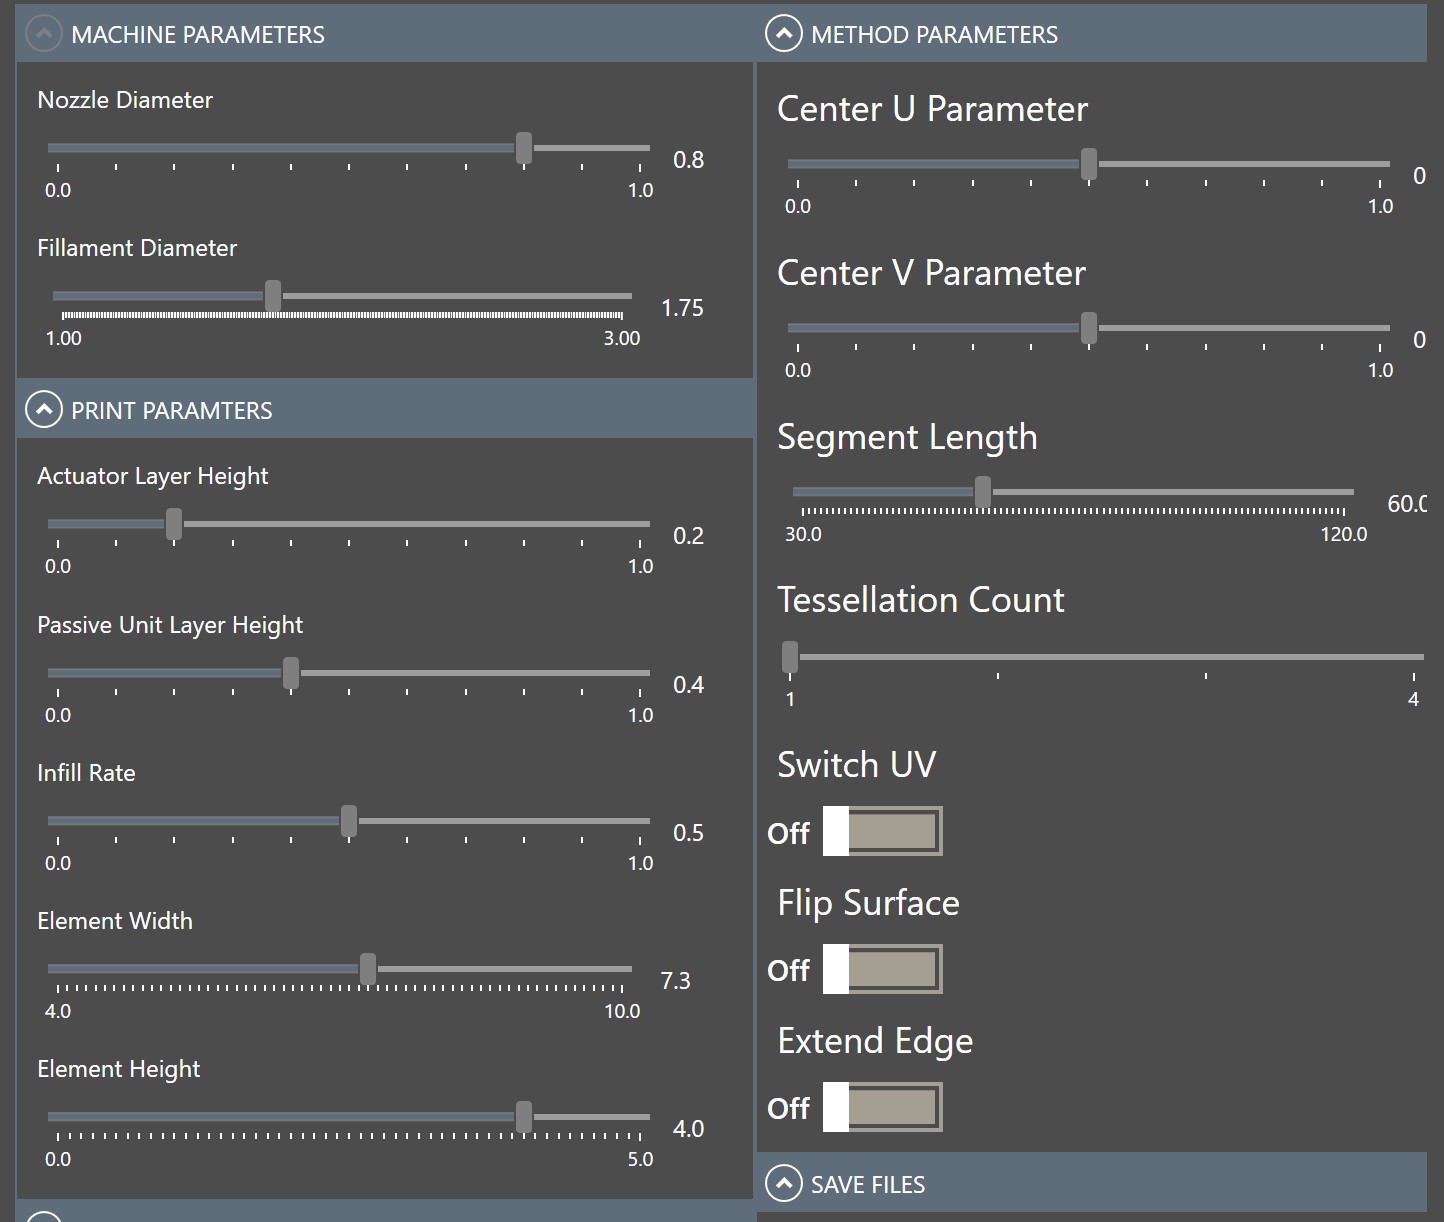 MACHINE PARAMETERS
Nozzle Diameter
0.8
0.0 1.0
Fillament Diameter
1.75
1.00 3.00
PRINT PARAMTERS
Actuator Layer Height
0.2
0.0 1.0
Passive Unit Layer Height
0.4
0.0 1.0
Infill Rate
0.5
0.0 1.0
Element Width
7.3
4.0 10.0
Element Height
4.0
0.0 5.0
METHOD PARAMETERS
Center U Parameter
0
0.0 1.0
Center V Parameter
0
0.0 1.0
Segment Length
60.0
30.0 120.0
Tessellation Count
1 4
Switch UV
Off
Flip Surface
Off
Extend Edge
Off
SAVE FILES